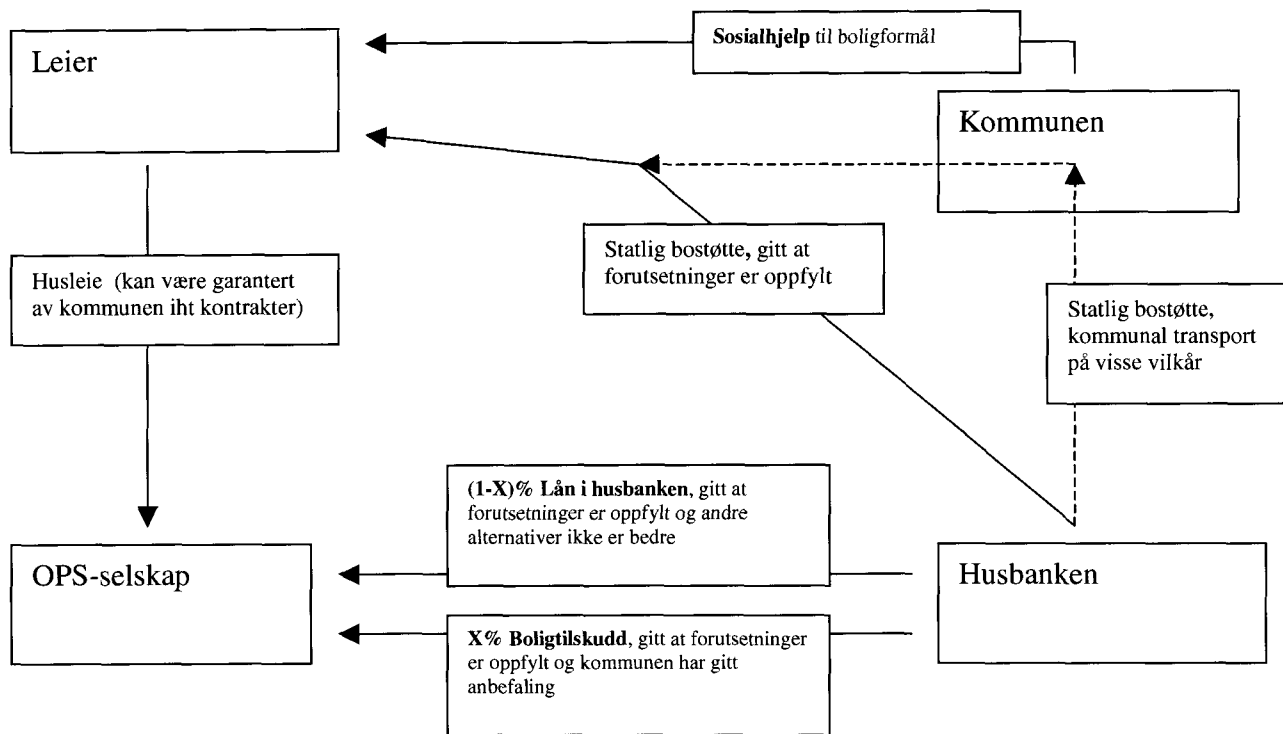 Sosialhjelp til boligformål
Leier
Kommunen
Statlig bostøtte, gitt at
forutsetninger er oppfylt
Husleie (kan være garantert
av kommunen iht kontrakter)
Statlig bostøtte,
kommunal transport
på visse vilkår
(1-X)% Lån i husbanken, gitt at
forutsetninger er oppfylt og andre
alternativer ikke er bedre
OPS-selskap
Husbanken
X% Boligtilskudd, gitt at forutsetninger
er oppfylt og kommunen har gitt
anbefaling